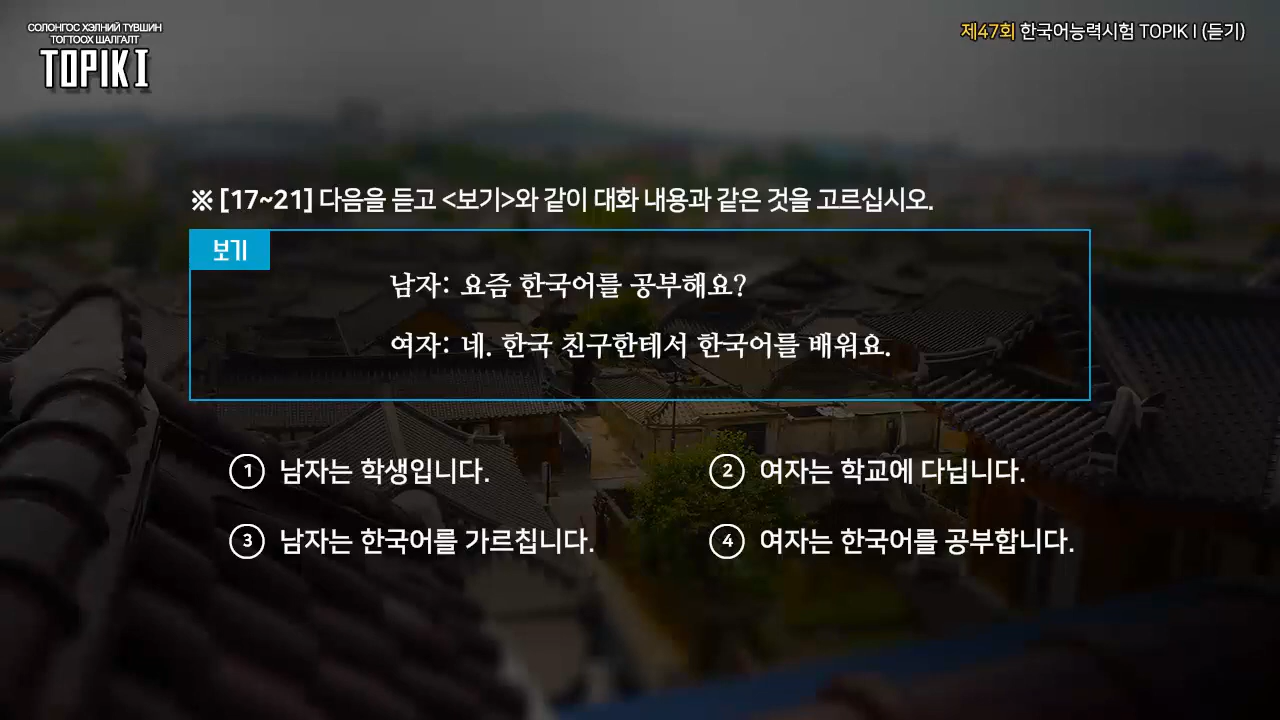 СОЛОНГОС ХЭЛНИЙ ТҮВШИН
ТОГТООХ ШАЛГАЛТ
TOPIK I
제47회 한국어능력시험 TOPIK I (듣기)
※ [17~21] 다음을 듣고 <보기>와 같이 대화 내용과 같은 것을 고르십시오.
보기
남자: 요즘 한국어를 공부해요?
여자: 네. 한국 친구한테서 한국어를 배워요.
① 남자는 학생입니다.
② 여자는 학교에 다닙니다.
③ 남자는 한국어를 가르칩니다.
④ 여자는 한국어를 공부합니다.